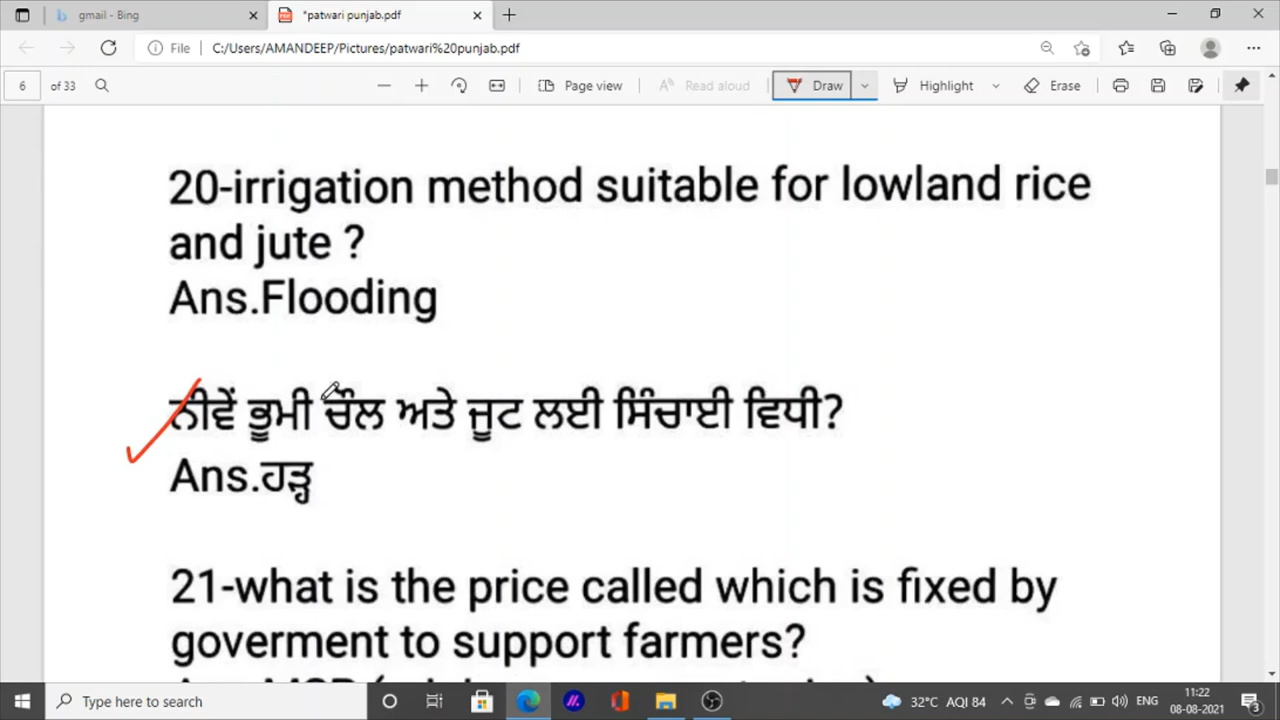 gmail - Bing
*patwari punjab.pdf
File C:/Users/AMANDEEP/Pictures/patwari%20punjab.pdf
6 of 33 Page view Read aloud Draw Highlight Erase
20-irrigation method suitable for lowland rice
and jute ?
Ans.Flooding
ਨੀਵੇਂ ਭੂਮੀ ਚੌਲ ਅਤੇ ਜੂਟ ਲਈ ਸਿੰਚਾਈ ਵਿਧੀ?
Ans.ਹੜ੍ਹ
21-what is the price called which is fixed by
goverment to support farmers?
Type here to search
32°C AQI 84 ENG
11:22
08-08-2021
3